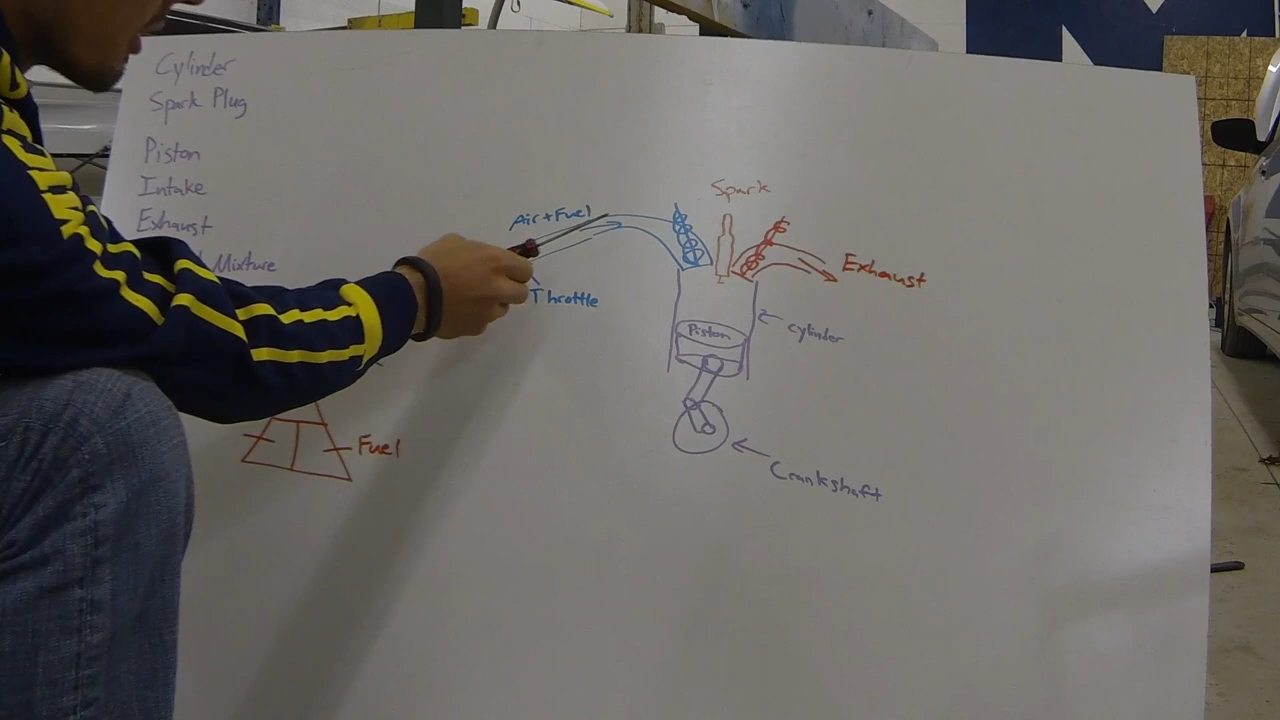 Cylinder
Spark Plug
Piston
Intake
Exhaust
Mixture
Air+Fuel
Throttle
Spark
Exhaust
Piston
cylinder
Crankshaft
Fuel